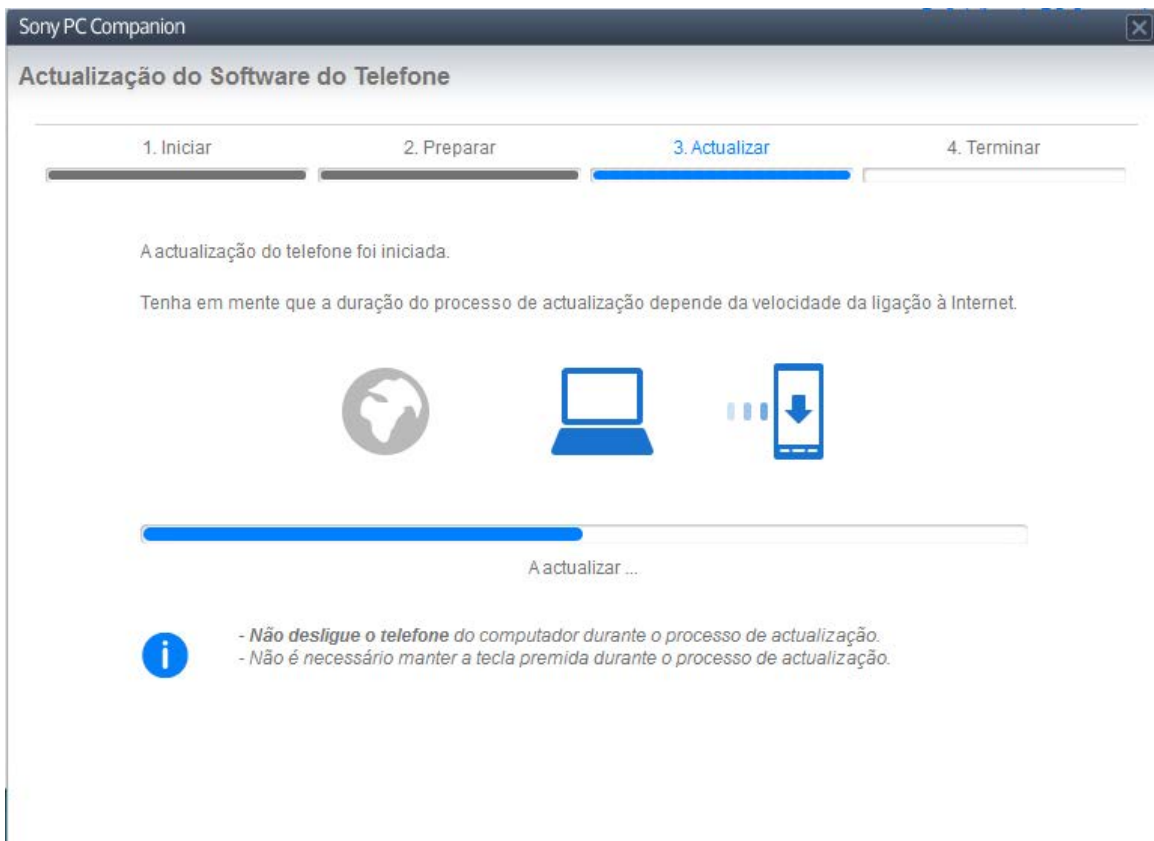 Sony PC Companion
Actualização do Software do Telefone
1. Iniciar
2. Preparar
3. Actualizar
4. Terminar
A actualização do telefone foi iniciada.
Tenha em mente que a duração do processo de actualização depende da velocidade da ligação à Internet.
A actualizar ...
- Não desligue o telefone do computador durante o processo de actualização.
- Não é necessário manter a tecla premida durante o processo de actualização.